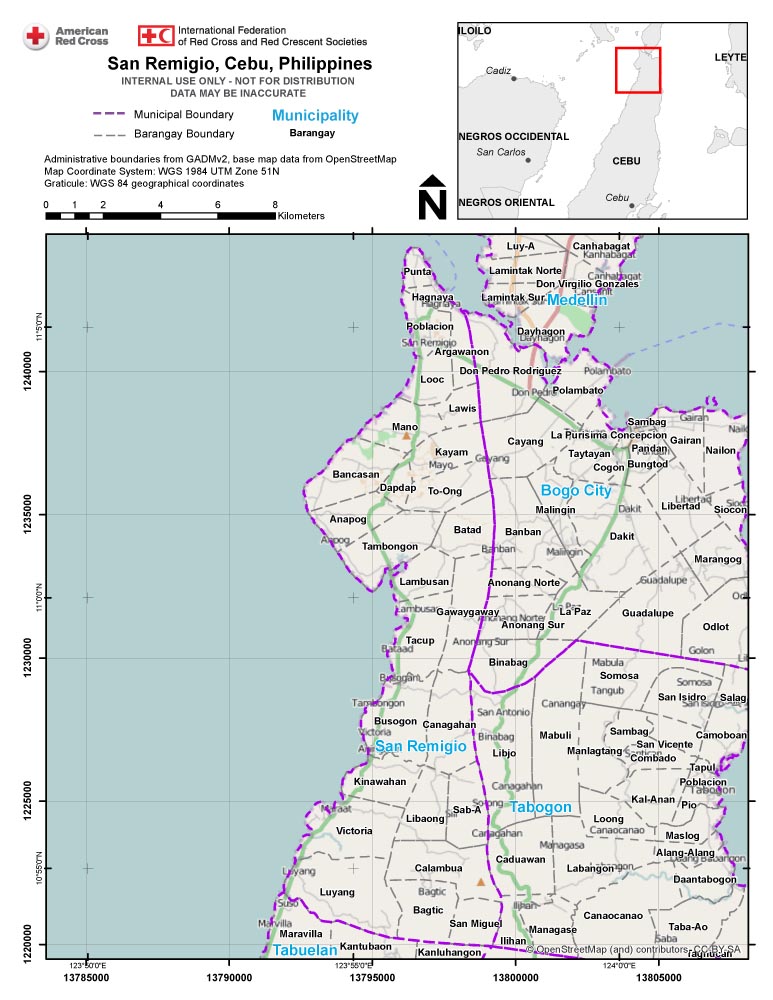 American
Red Cross
International Federation
of Red Cross and Red Crescent Societies
San Remigio, Cebu, Philippines
INTERNAL USE ONLY - NOT FOR DISTRIBUTION
DATA MAY BE INACCURATE
Municipal Boundary
Municipality
Barangay Boundary
Barangay
Administrative boundaries from GADMv2, base map data from OpenStreetMap
Map Coordinate System: WGS 1984 UTM Zone 51N
Graticule: WGS 84 geographical coordinates
0 1 2 4 6 8
Kilometers
N
ILOILO
LEYTE
Cadiz
NEGROS OCCIDENTAL
San Carlos
CEBU
NEGROS ORIENTAL
Cebu
Luy-A
Canhabagat
Kanhabagat
Punta
Lamintak Norte
Canhabagat
Don Virgilio Gonzales
Hagnaya
Lamintak Sur
Medellin
Hagnaya
Poblacion
Dayhagon
Dayhagon
San Remigio
Argawanon
Don Pedro Rodriguez
Polambato
Looc
Don Pedro
Polambato
Lawis
Sambag
Gairan
Mano
La Purisima Concepcion
Cayang
Gairan
Nailon
Kayam
Taytayan
Pandan
Cayang
Mayo
Cogon
Bungtod
Bancasan
Dapdap
To-Ong
Bogo City
Libertad
Malingin
Dakit
Libertad
Siocon
Anapog
Batad
Banban
Dakit
Anapog
Tambongon
Banban
Malingin
Marangog
Lambusan
Anonang Norte
Guadalupe
Lambusan
Gawaygaway
La Paz
La Paz
Guadalupe
Anonang Norte
Anonang Sur
Odlot
Tacup
Anonang Sur
Bataad
Golon
Binabag
Mabula
Busogon
Somosa
Somosa
Tangub
San Isidro
Salag
Tambongon
Canangay
San Antonio
Busogon
Canagahan
Victoria
Binabag
Mabuli
Sambag
Camoboan
San Remigio
Libjo
Manlagtang
San Vicente
Combado
Tapul
Kinawahan
Canagahan
Poblacion
Tabogon
Maraat
Sab-A
Tabogon
Kal-Anan
Pio
Libaong
Loong
Victoria
Canagahan
Canaocanao
Maslog
Managasa
Alang-Alang
Caduawan
Luyang
Calambua
Labangon
Daantabogon
Luyang
Bagtic
Suso
Bagtic
Ilihan
Canaocanao
Marvilla
San Miguel
Managase
Taba-Ao
Maravilla
Ilihan
Saba
Tabuelan
Kantubaon
Kanluhangon
© OpenStreetMap (and) contributors, CC-BY-SA
11°5'0"N
1240000
1235000
11°0'0"N
1230000
1225000
10°55'0"N
1220000
123°50'0"E
123°55'0"E
124°0'0"E
13785000
13790000
13795000
13800000
13805000